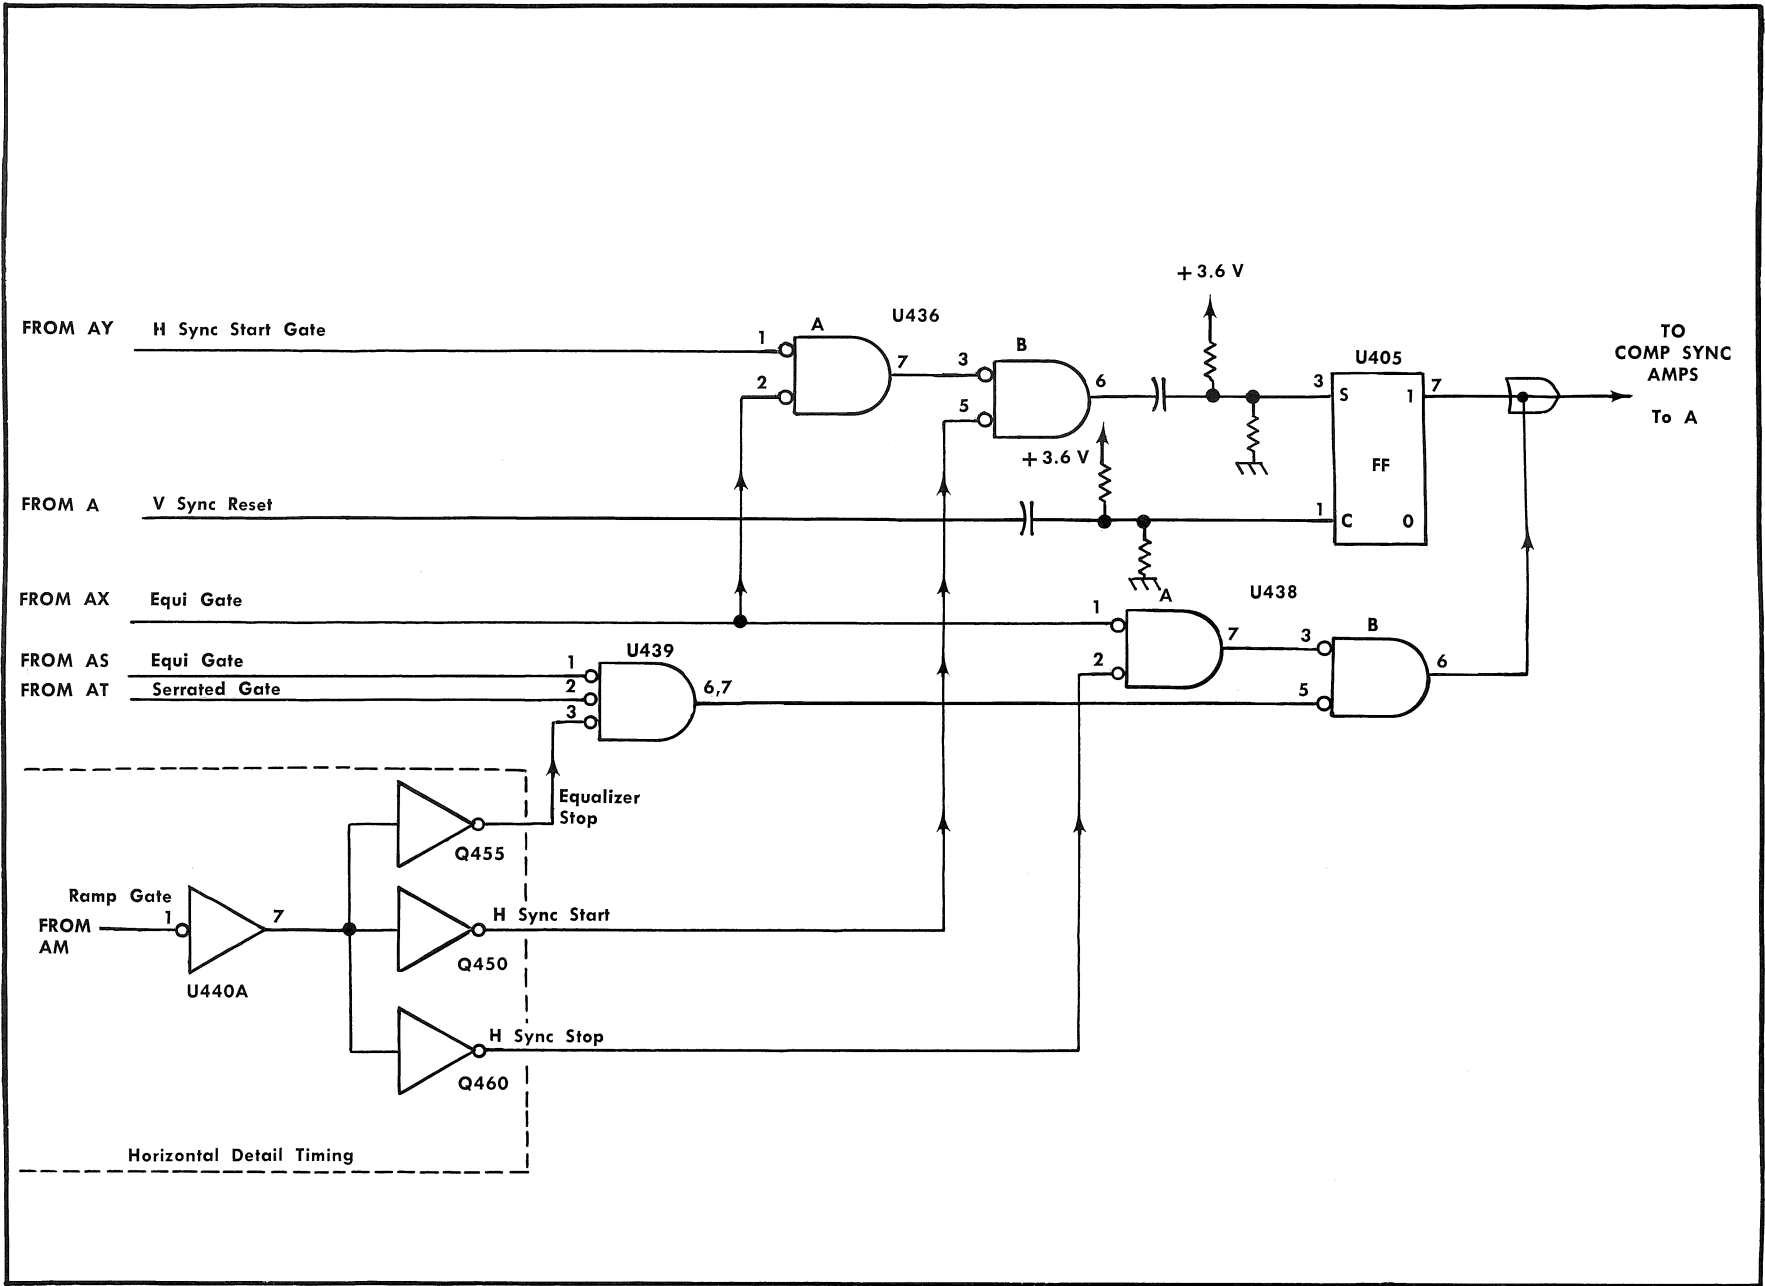 +3.6 V
FROM AY H Sync Start Gate
1 A U436
2
7 3 B
5
6
3 U405
S 1 7
FF
1 C 0
TO
COMP SYNC
AMPS
To A
+3.6 V
FROM A V Sync Reset
FROM AX Equi Gate
1 A U438
2
7 3 B
5
6
FROM AS Equi Gate
FROM AT Serrated Gate
1 U439
2
3
6,7
Equalizer
Stop
Q455
Ramp Gate
FROM
AM
1 7
U440A
H Sync Start
Q450
H Sync Stop
Q460
Horizontal Detail Timing